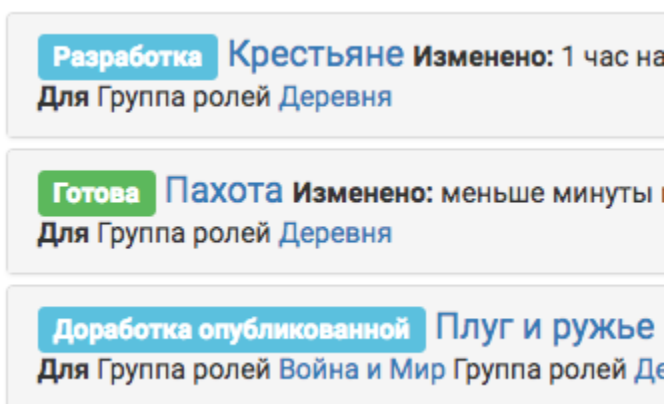 Разработка Крестьяне Изменено: 1 час
Для Группа ролей Деревня
Готова Пахота Изменено: меньше минуты
Для Группа ролей Деревня
Доработка опубликованной Плуг и ружье
Для Группа ролей Война и Мир Группа ролей